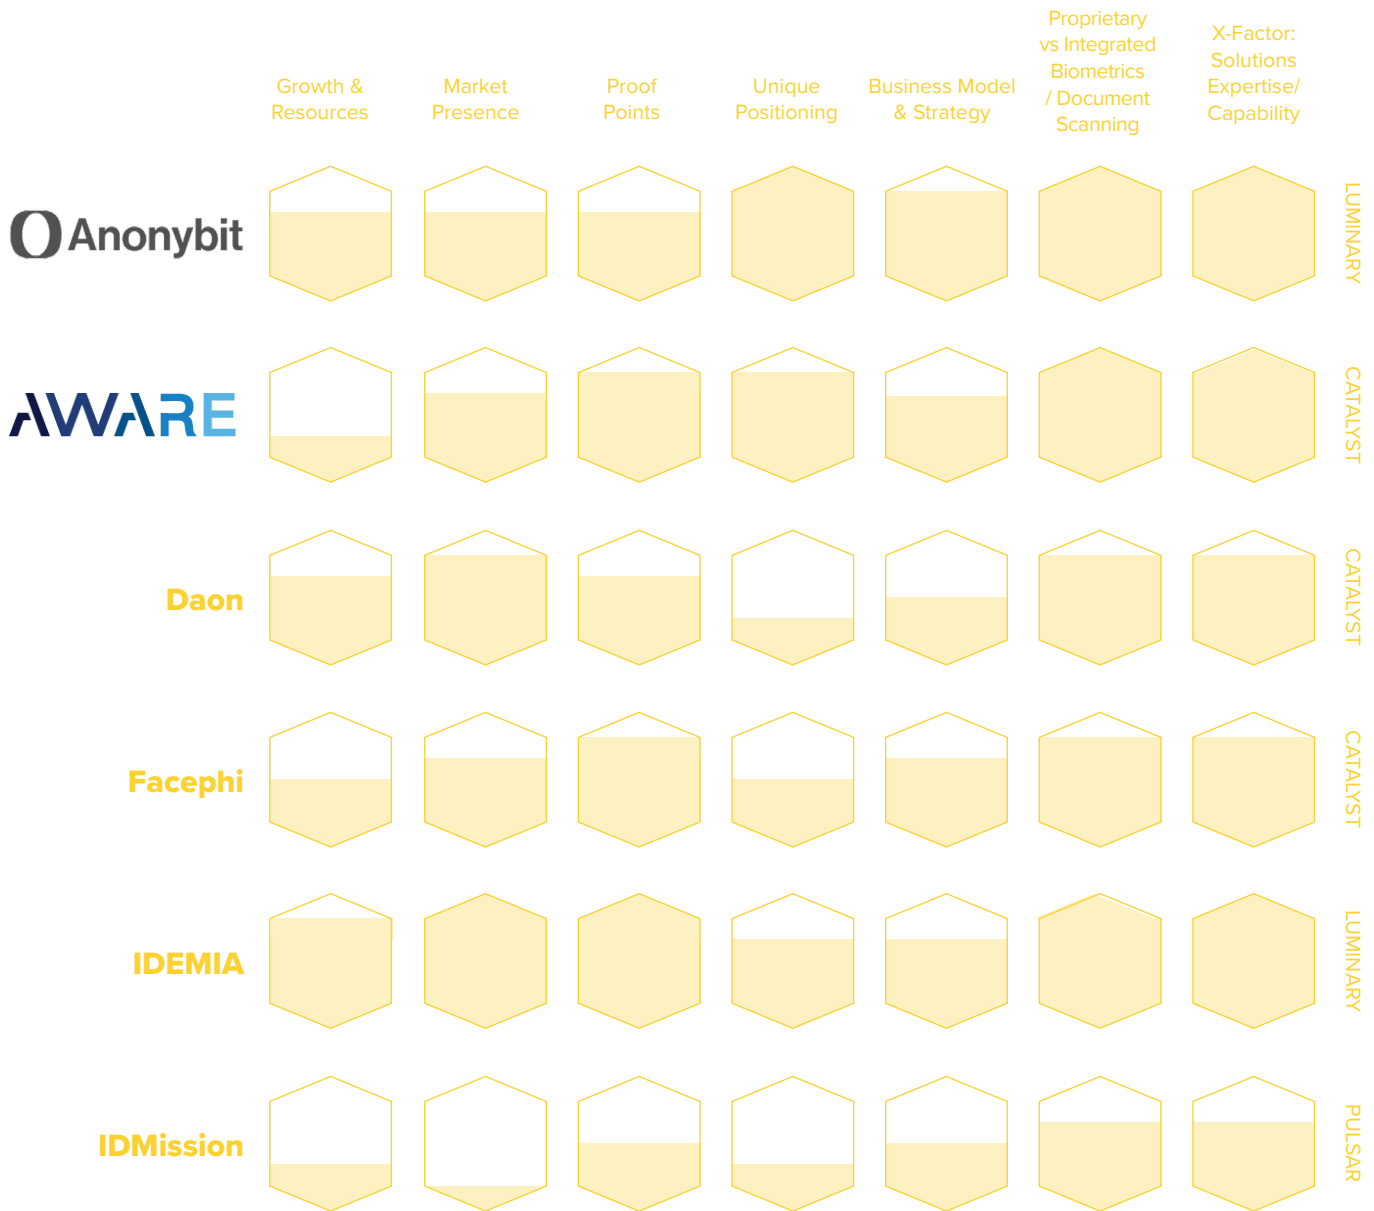 Growth &
Resources
Market
Presence
Proof
Points
Unique
Positioning
Business Model
& Strategy
Proprietary
vs Integrated
Biometrics
/ Document
Scanning
X-Factor:
Solutions
Expertise/
Capability
Anonybit
LUMINARY
AWARE
CATALYST
Daon
CATALYST
Facephi
CATALYST
IDEMIA
LUMINARY
IDMission
PULSAR